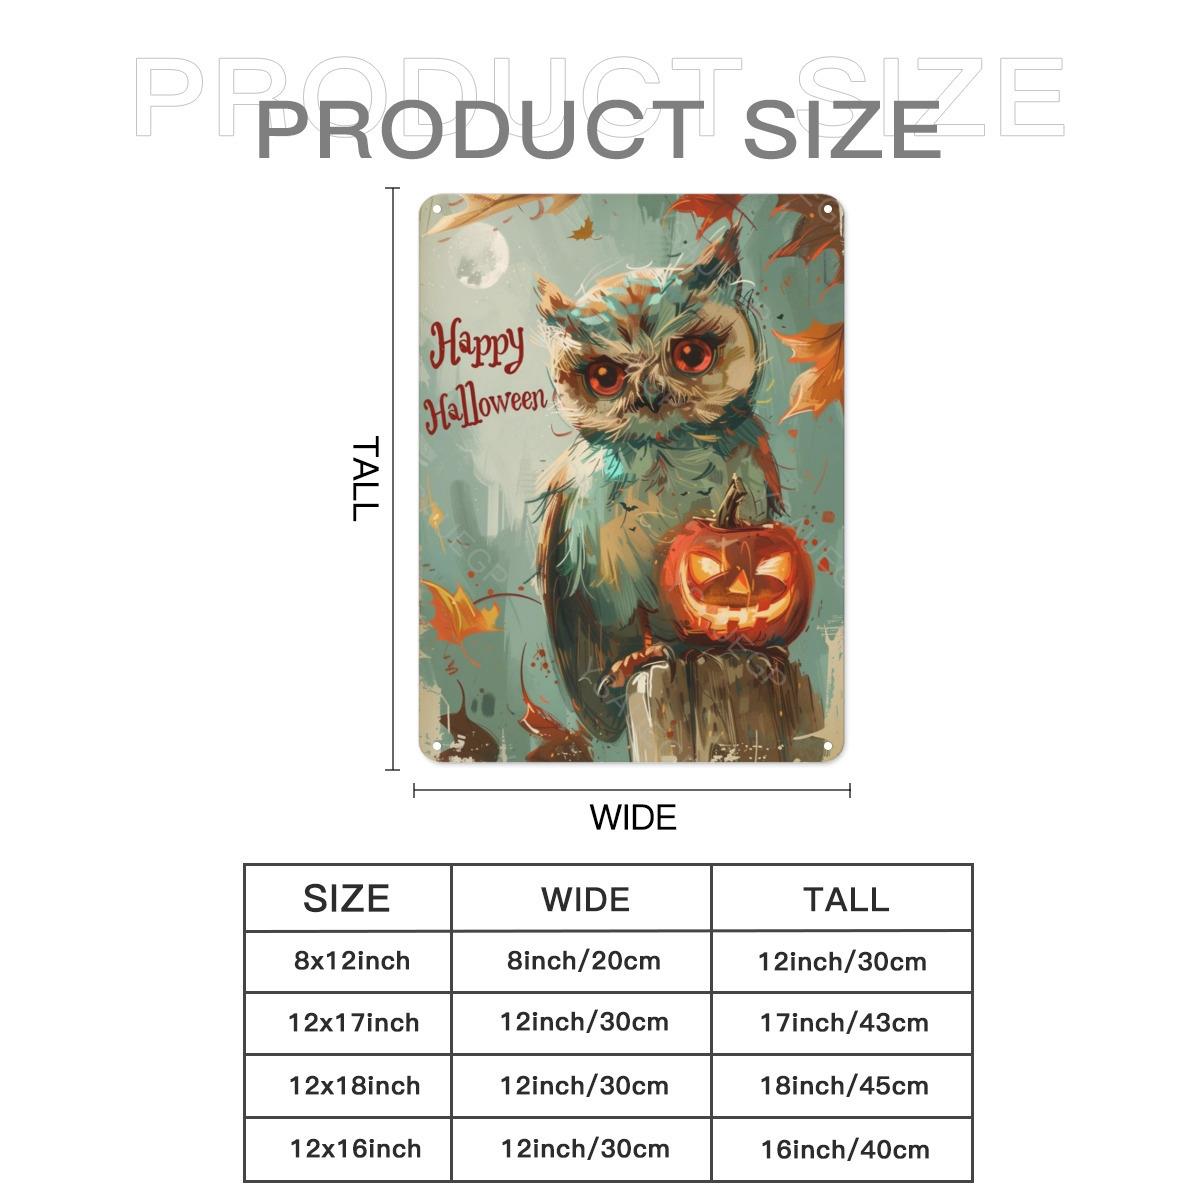 PRODUCT SIZE
PRODUCT SIZE
Happy
Halloween
TALL
WIDE
SIZE WIDE TALL
8x12inch 8inch/20cm 12inch/30cm
12x17inch 12inch/30cm 17inch/43cm
12x18inch 12inch/30cm 18inch/45cm
12x16inch 12inch/30cm 16inch/40cm